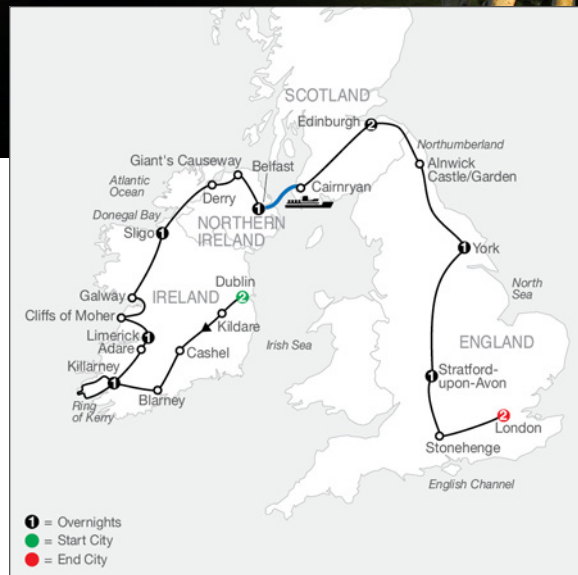 SCOTLAND
Edinburgh
2
Northumberland
Alnwick
Castle/Garden
Giant's Causeway
Belfast
Atlantic
Ocean
Derry
Cairnryan
Donegal Bay
1
NORTHERN
IRELAND
Sligo
1
York
1
North
Sea
IRELAND
Dublin
2
Galway
Cliffs of Moher
Kildare
Irish Sea
Limerick
1
Adare
Cashel
ENGLAND
Killarney
1
Blarney
Ring
of Kerry
1
Stratford-
upon-Avon
2
London
Stonehenge
English Channel
1 = Overnights
= Start City
= End City